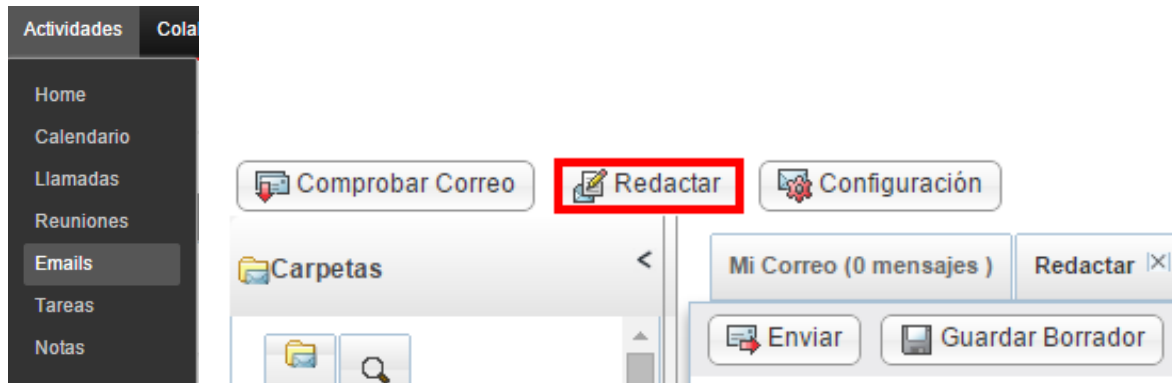 Actividades Cola
Home
Calendario
Llamadas
Reuniones
Emails
Tareas
Notas
Comprobar Correo Redactar Configuración
Carpetas <
Mi Correo (0 mensajes ) Redactar
Enviar Guardar Borrador